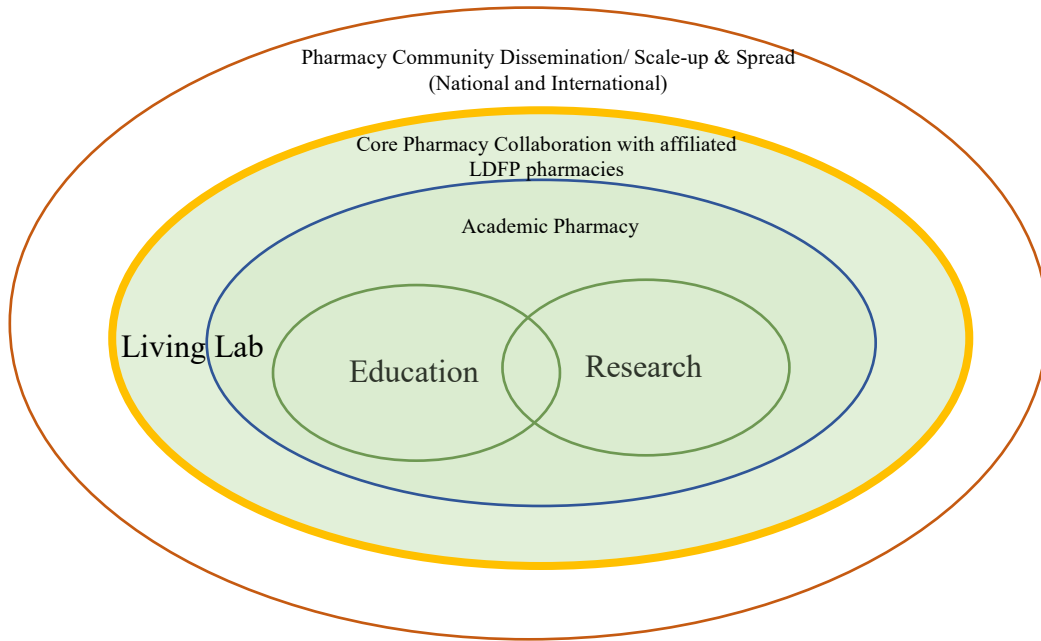 Pharmacy Community Dissemination/ Scale-up & Spread
(National and International)
Core Pharmacy Collaboration with affiliated
LDFP pharmacies
Academic Pharmacy
Living Lab
Education
Research